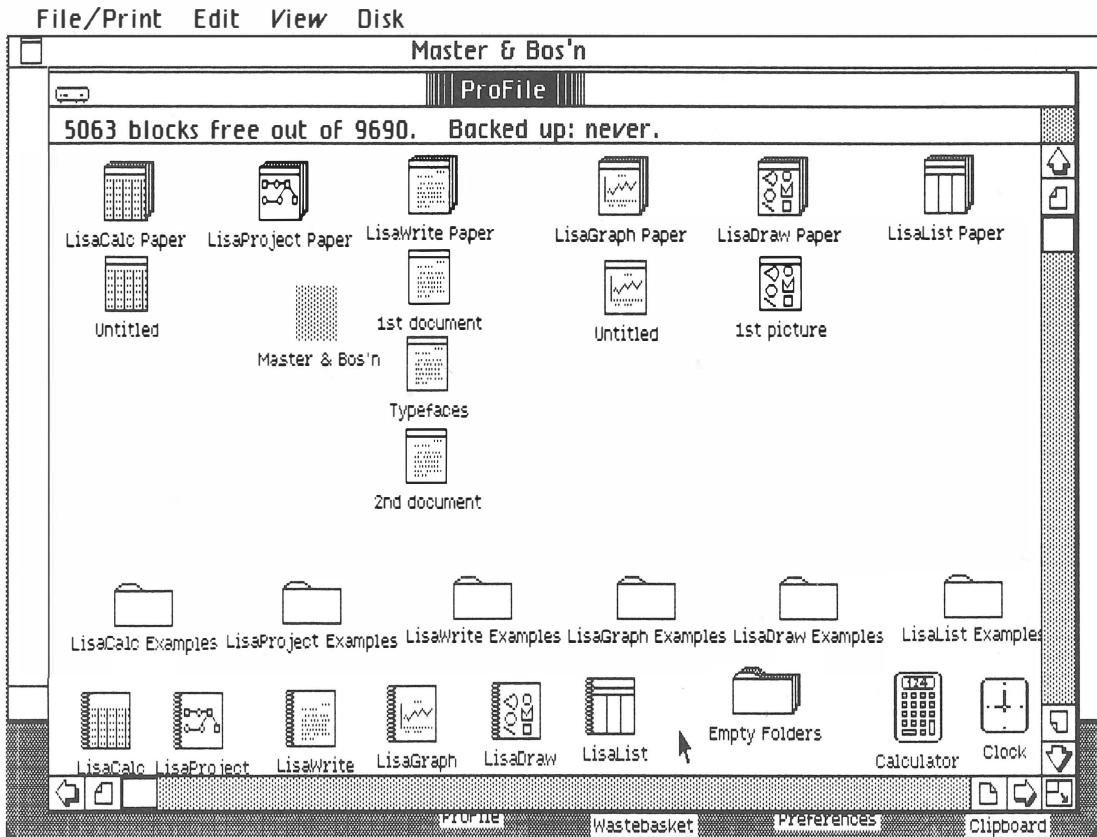 File/Print Edit View Disk
Master & Bos'n
ProFile
5063 blocks free out of 9690. Backed up: never.
LisaCalc Paper LisaProject Paper LisaWrite Paper LisaGraph Paper LisaDraw Paper LisaList Paper
Untitled 1st document Untitled 1st picture
Master & Bos'n
Typefaces
2nd document
LisaCalc Examples LisaProject Examples LisaWrite Examples LisaGraph Examples LisaDraw Examples LisaList Examples
1234
Empty Folders
LisaCalc LisaProject LisaWrite LisaGraph LisaDraw LisaList Calculator Clock
ProFile Wastebasket Preferences Clipboard